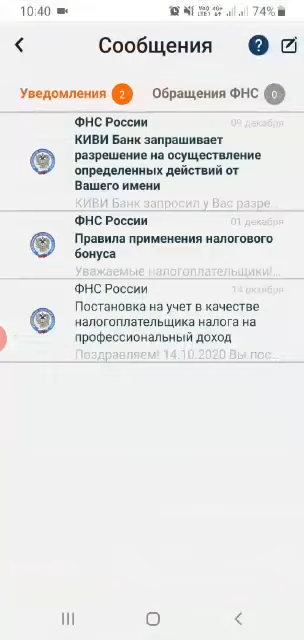 10:40 74%
Сообщения ?
Уведомления 2 Обращения ФНС 0
ФНС России 09 декабря
КИВИ Банк запрашивает
разрешение на осуществление
определенных действий от
Вашего имени
КИВИ Банк запросил у Вас разре...
ФНС России 01 декабря
Правила применения налогового
бонуса
Уважаемые налогоплательщики!...
ФНС России 14 октября
Постановка на учет в качестве
налогоплательщика налога на
профессиональный доход
Поздравляем! 14.10.2020 Вы пос...